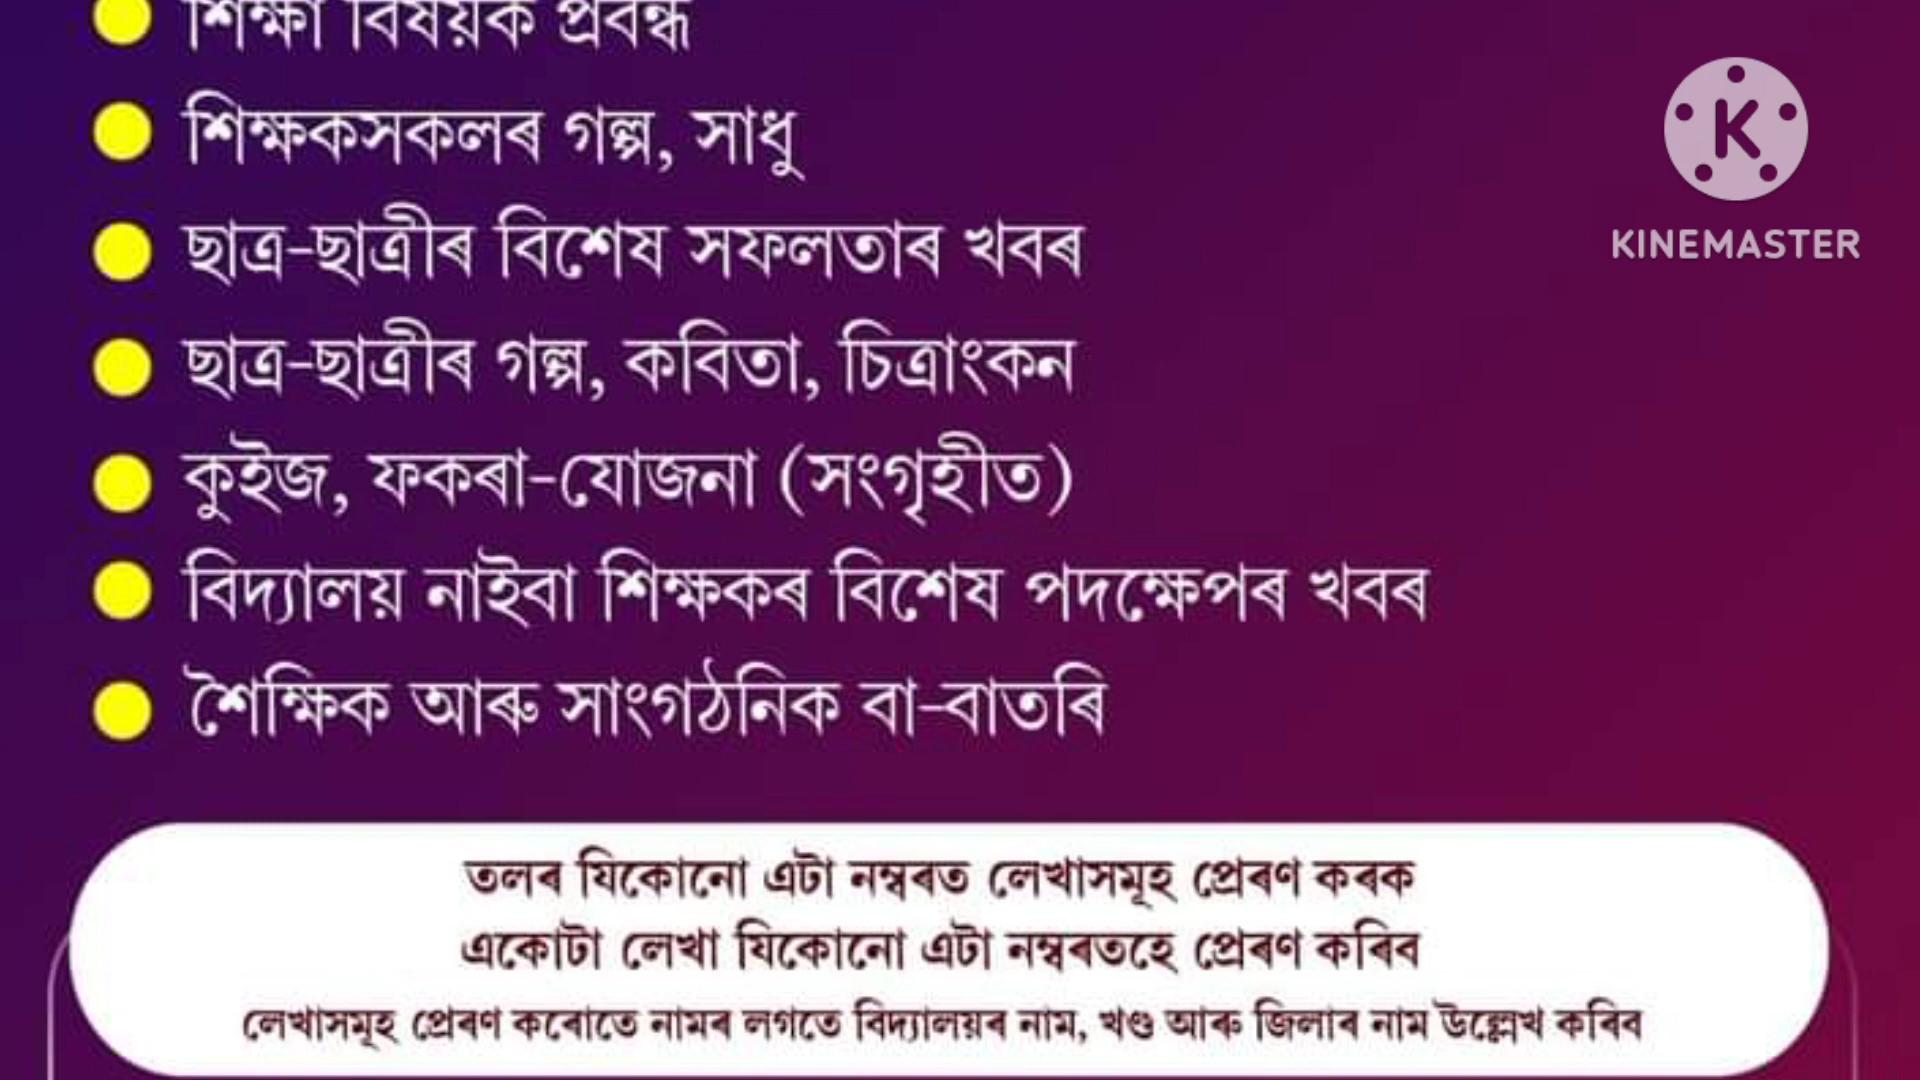 শিক্ষা বিষয়ক প্ৰবন্ধ
শিক্ষকসকলৰ গল্প, সাধু
ছাত্ৰ-ছাত্ৰীৰ বিশেষ সফলতাৰ খবৰ
ছাত্ৰ-ছাত্ৰীৰ গল্প, কবিতা, চিত্ৰাংকন
কুইজ, ফকৰা-যোজনা (সংগৃহীত)
বিদ্যালয় নাইবা শিক্ষকৰ বিশেষ পদক্ষেপৰ খবৰ
শৈক্ষিক আৰু সাংগঠনিক বা-বাতৰি
K
KINEMASTER
তলৰ যিকোনো এটা নম্বৰত লেখাসমূহ প্ৰেৰণ কৰক
একোটা লেখা যিকোনো এটা নম্বৰতহে প্ৰেৰণ কৰিব
লেখাসমূহ প্ৰেৰণ কৰোতে নামৰ লগতে বিদ্যালয়ৰ নাম, খণ্ড আৰু জিলাৰ নাম উল্লেখ কৰিব